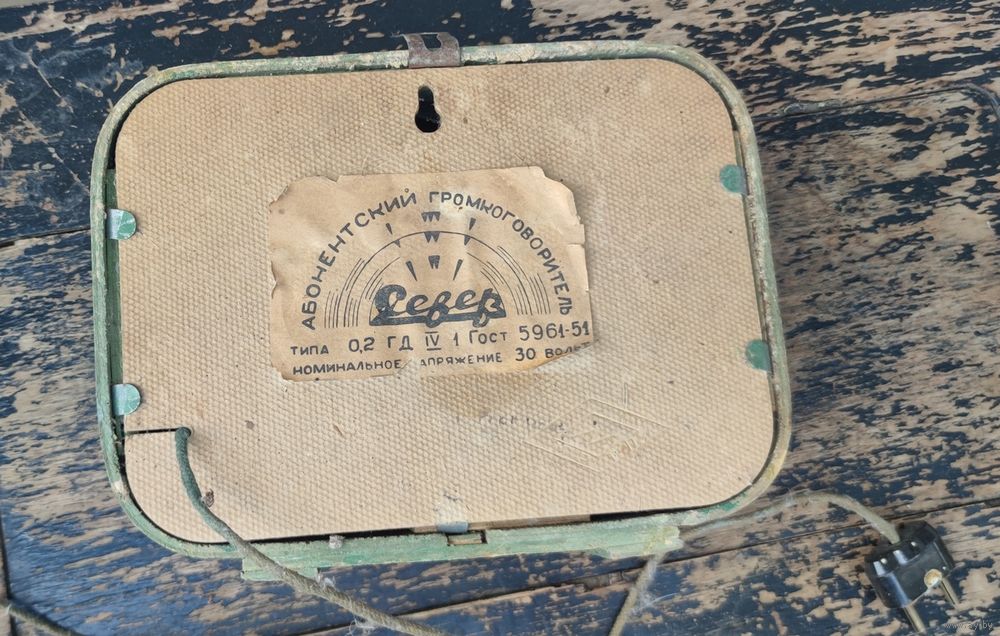 АБОНЕНТСКИЙ ГРОМКОГОВОРИТЕЛЬ
Север
ТИПА 0,2 ГД IV 1 Гост 5961-51
НОМИНАЛЬНОЕ НАПРЯЖЕНИЕ 30 ВОЛЬТ